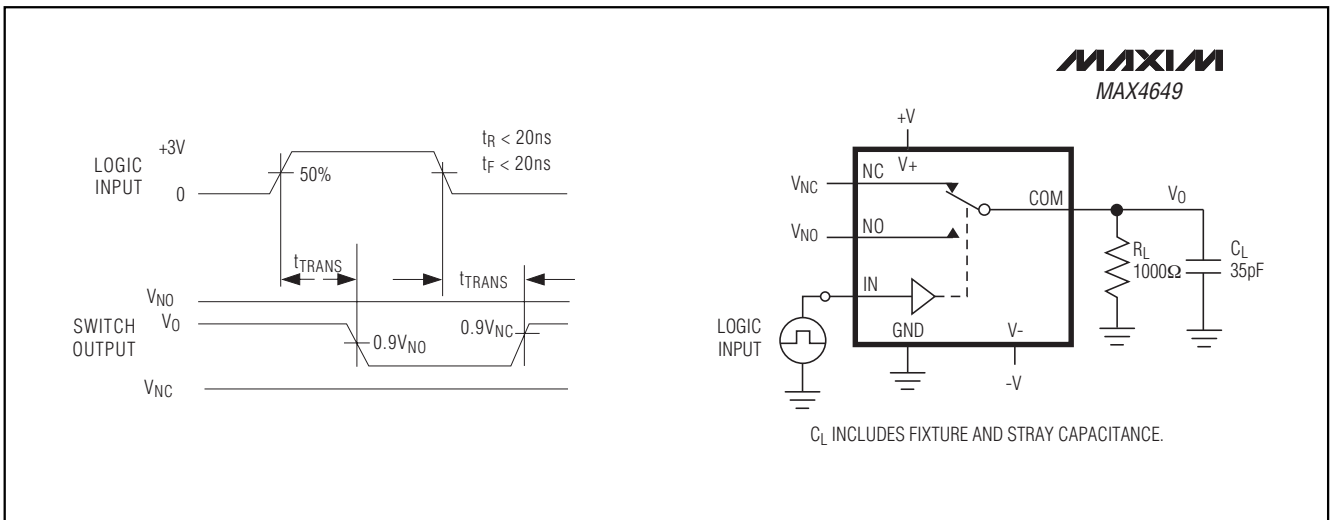 MAXIM
MAX4649
+3V
LOGIC
INPUT
0
50%
tR < 20ns
tF < 20ns
tTRANS
tTRANS
VNO
VO
SWITCH
OUTPUT
0.9VNO
0.9VNC
VNC
+V
V+
VNC
NC
COM
VO
VNO
NO
RL
1000Ω
CL
35pF
IN
LOGIC
INPUT
GND
V-
-V
CL INCLUDES FIXTURE AND STRAY CAPACITANCE.